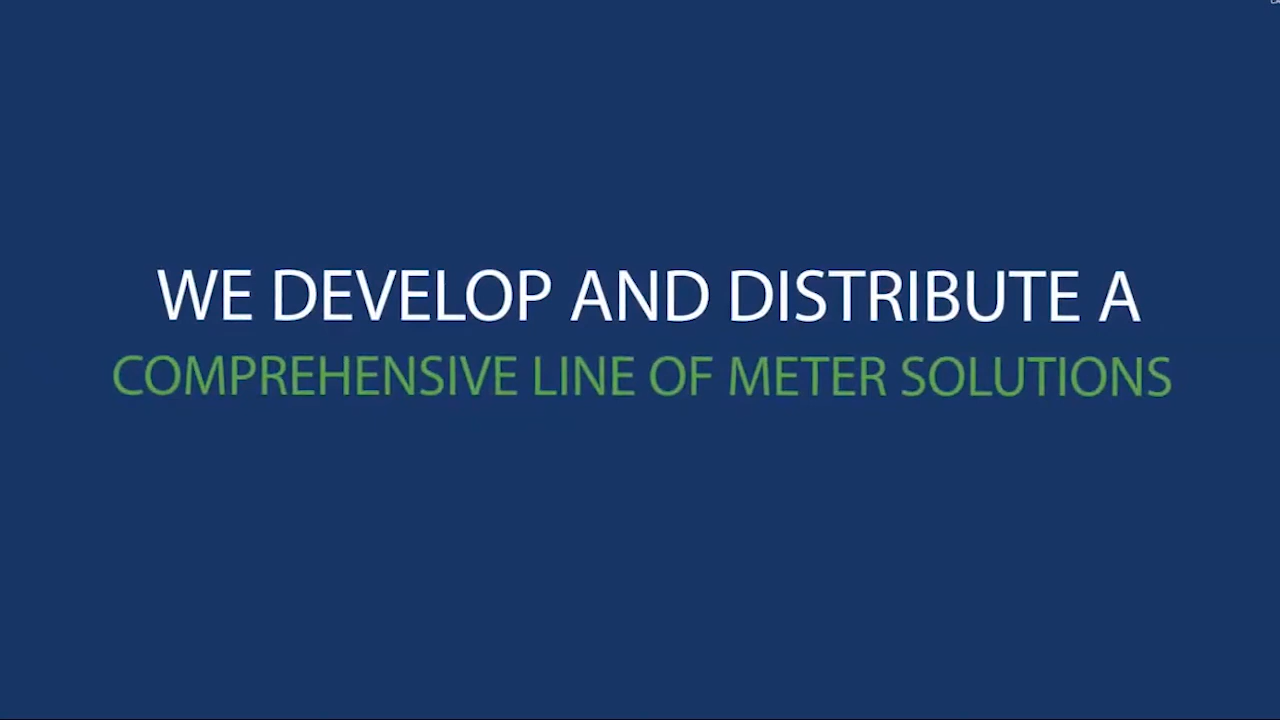 WE DEVELOP AND DISTRIBUTE A
COMPREHENSIVE LINE OF METER SOLUTIONS